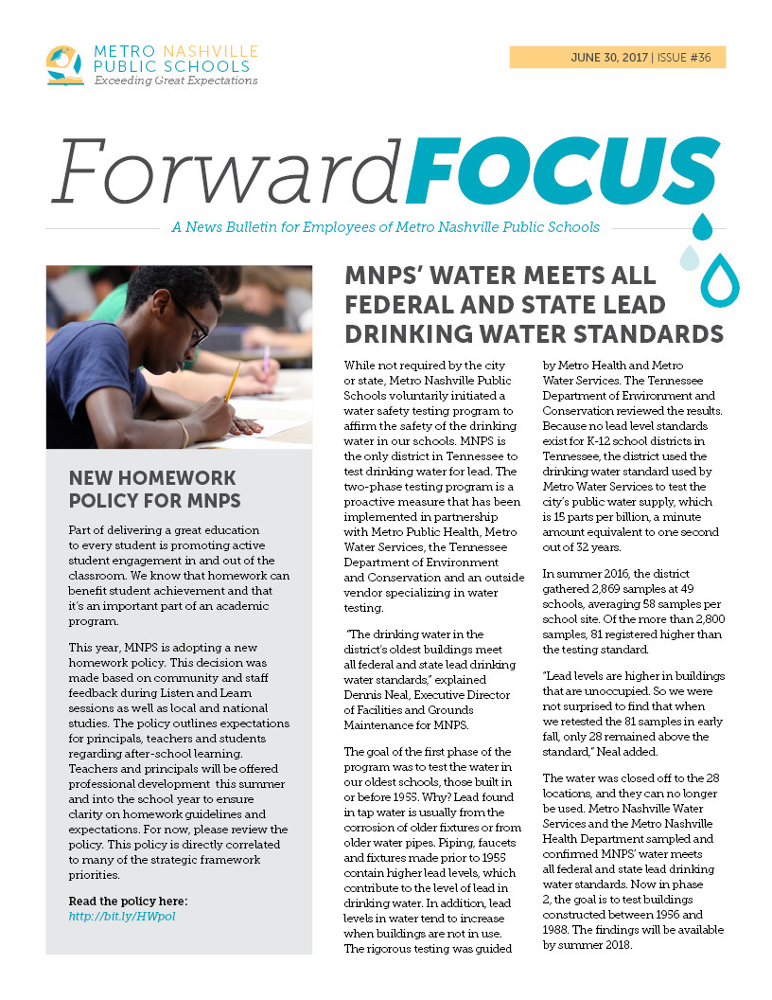 METRO NASHVILLE
PUBLIC SCHOOLS
Exceeding Great Expectations
JUNE 30, 2017 | ISSUE #36
ForwardFOCUS
A News Bulletin for Employees of Metro Nashville Public Schools
NEW HOMEWORK
POLICY FOR MNPS
Part of delivering a great education
to every student is promoting active
student engagement in and out of the
classroom. We know that homework can
benefit student achievement and that
it's an important part of an academic
program.
This year, MNPS is adopting a new
homework policy. This decision was
made based on community and staff
feedback during Listen and Learn
sessions as well as local and national
studies. The policy outlines expectations
for principals, teachers and students
regarding after-school learning.
Teachers and principals will be offered
professional development  this summer
and into the school year to ensure
clarity on homework guidelines and
expectations. For now, please review the
policy. This policy is directly correlated
to many of the strategic framework
priorities.
Read the policy here:
http://bit.ly/HWpol
MNPS' WATER MEETS ALL
FEDERAL AND STATE LEAD
DRINKING WATER STANDARDS
While not required by the city
or state, Metro Nashville Public
Schools voluntarily initiated a
water safety testing program to
affirm the safety of the drinking
water in our schools. MNPS is
the only district in Tennessee to
test drinking water for lead. The
two-phase testing program is a
proactive measure that has been
implemented in partnership
with Metro Public Health, Metro
Water Services, the Tennessee
Department of Environment
and Conservation and an outside
vendor specializing in water
testing.
"The drinking water in the
district's oldest buildings meet
all federal and state lead drinking
water standards," explained
Dennis Neal, Executive Director
of Facilities and Grounds
Maintenance for MNPS.
The goal of the first phase of the
program was to test the water in
our oldest schools, those built in
or before 1955. Why? Lead found
in tap water is usually from the
corrosion of older fixtures or from
older water pipes. Piping, faucets
and fixtures made prior to 1955
contain higher lead levels, which
contribute to the level of lead in
drinking water. In addition, lead
levels in water tend to increase
when buildings are not in use.
The rigorous testing was guided
by Metro Health and Metro
Water Services. The Tennessee
Department of Environment and
Conservation reviewed the results.
Because no lead level standards
exist for K-12 school districts in
Tennessee, the district used the
drinking water standard used by
Metro Water Services to test the
city's public water supply, which
is 15 parts per billion, a minute
amount equivalent to one second
out of 32 years.
In summer 2016, the district
gathered 2,869 samples at 49
schools, averaging 58 samples per
school site. Of the more than 2,800
samples, 81 registered higher than
the testing standard.
"Lead levels are higher in buildings
that are unoccupied. So we were
not surprised to find that when
we retested the 81 samples in early
fall, only 28 remained above the
standard," Neal added.
The water was closed off to the 28
locations, and they can no longer
be used. Metro Nashville Water
Services and the Metro Nashville
Health Department sampled and
confirmed MNPS' water meets
all federal and state lead drinking
water standards. Now in phase
2, the goal is to test buildings
constructed between 1956 and
1988. The findings will be available
by summer 2018.